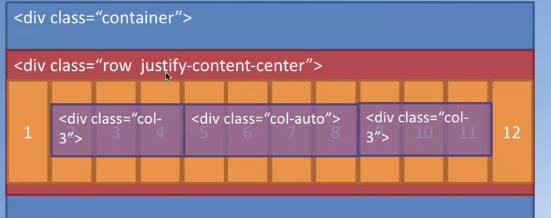 <div class="container">
<div class="row  justify-content-center">
1 <div class="col- 3 4 <div class="col-auto"> 5 6 7 8 <div class="col- 10 11 12
3"> 3">